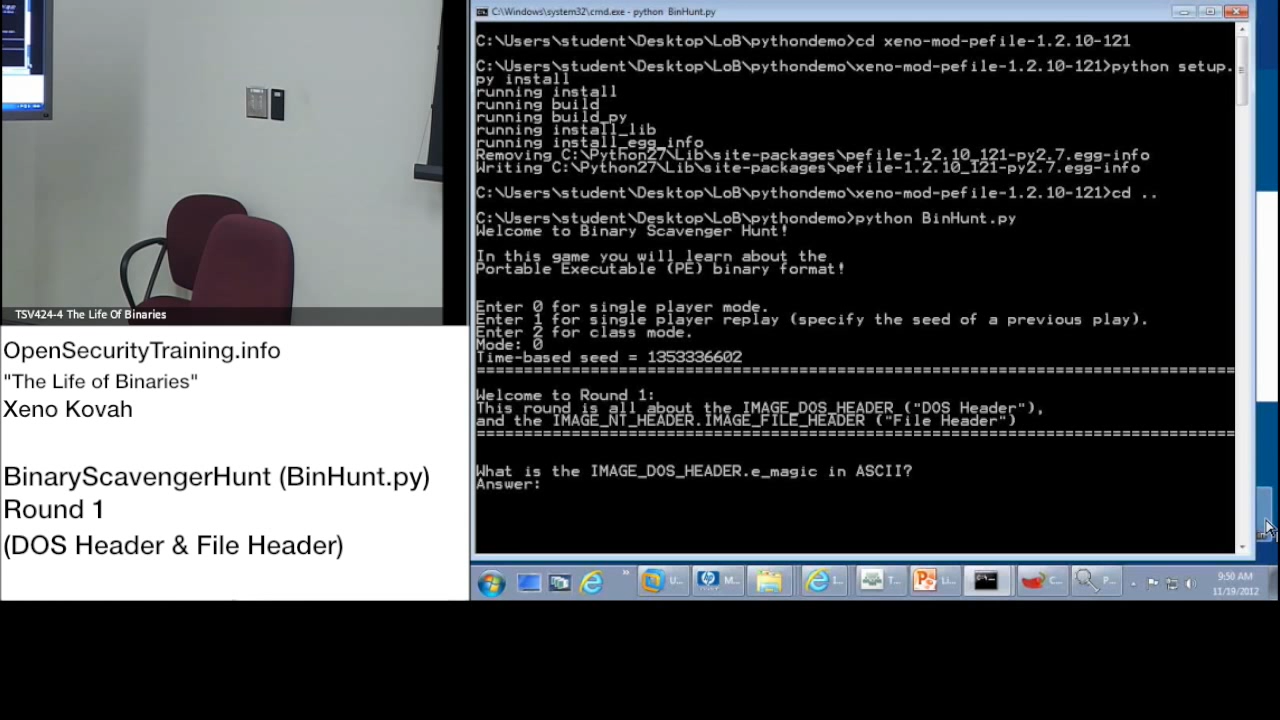 TSV424-4 The Life Of Binaries
OpenSecurityTraining.info
"The Life of Binaries"
Xeno Kovah
BinaryScavengerHunt (BinHunt.py)
Round 1
(DOS Header & File Header)
C:\Windows\system32\cmd.exe - python BinHunt.py
C:\Users\student\Desktop\LoB\pythondemo>cd xeno-mod-pefile-1.2.10-121
C:\Users\student\Desktop\LoB\pythondemo\xeno-mod-pefile-1.2.10-121>python setup.
py install
running install
running build
running build_py
running install_lib
running install_egg_info
Removing C:\Python27\Lib\site-packages\pefile-1.2.10_121-py2.7.egg-info
Writing C:\Python27\Lib\site-packages\pefile-1.2.10_121-py2.7.egg-info
C:\Users\student\Desktop\LoB\pythondemo\xeno-mod-pefile-1.2.10-121>cd ..
C:\Users\student\Desktop\LoB\pythondemo>python BinHunt.py
Welcome to Binary Scavenger Hunt!
In this game you will learn about the
Portable Executable (PE) binary format!
Enter 0 for single player mode.
Enter 1 for single player replay (specify the seed of a previous play).
Enter 2 for class mode.
Mode: 0
Time-based seed = 1353336602
================================================================================
Welcome to Round 1:
This round is all about the IMAGE_DOS_HEADER ("DOS Header"),
and the IMAGE_NT_HEADER.IMAGE_FILE_HEADER ("File Header")
================================================================================
What is the IMAGE_DOS_HEADER.e_magic in ASCII?
Answer:
U... M... 1... T... Li... C... P...
9:50 AM
11/19/2012